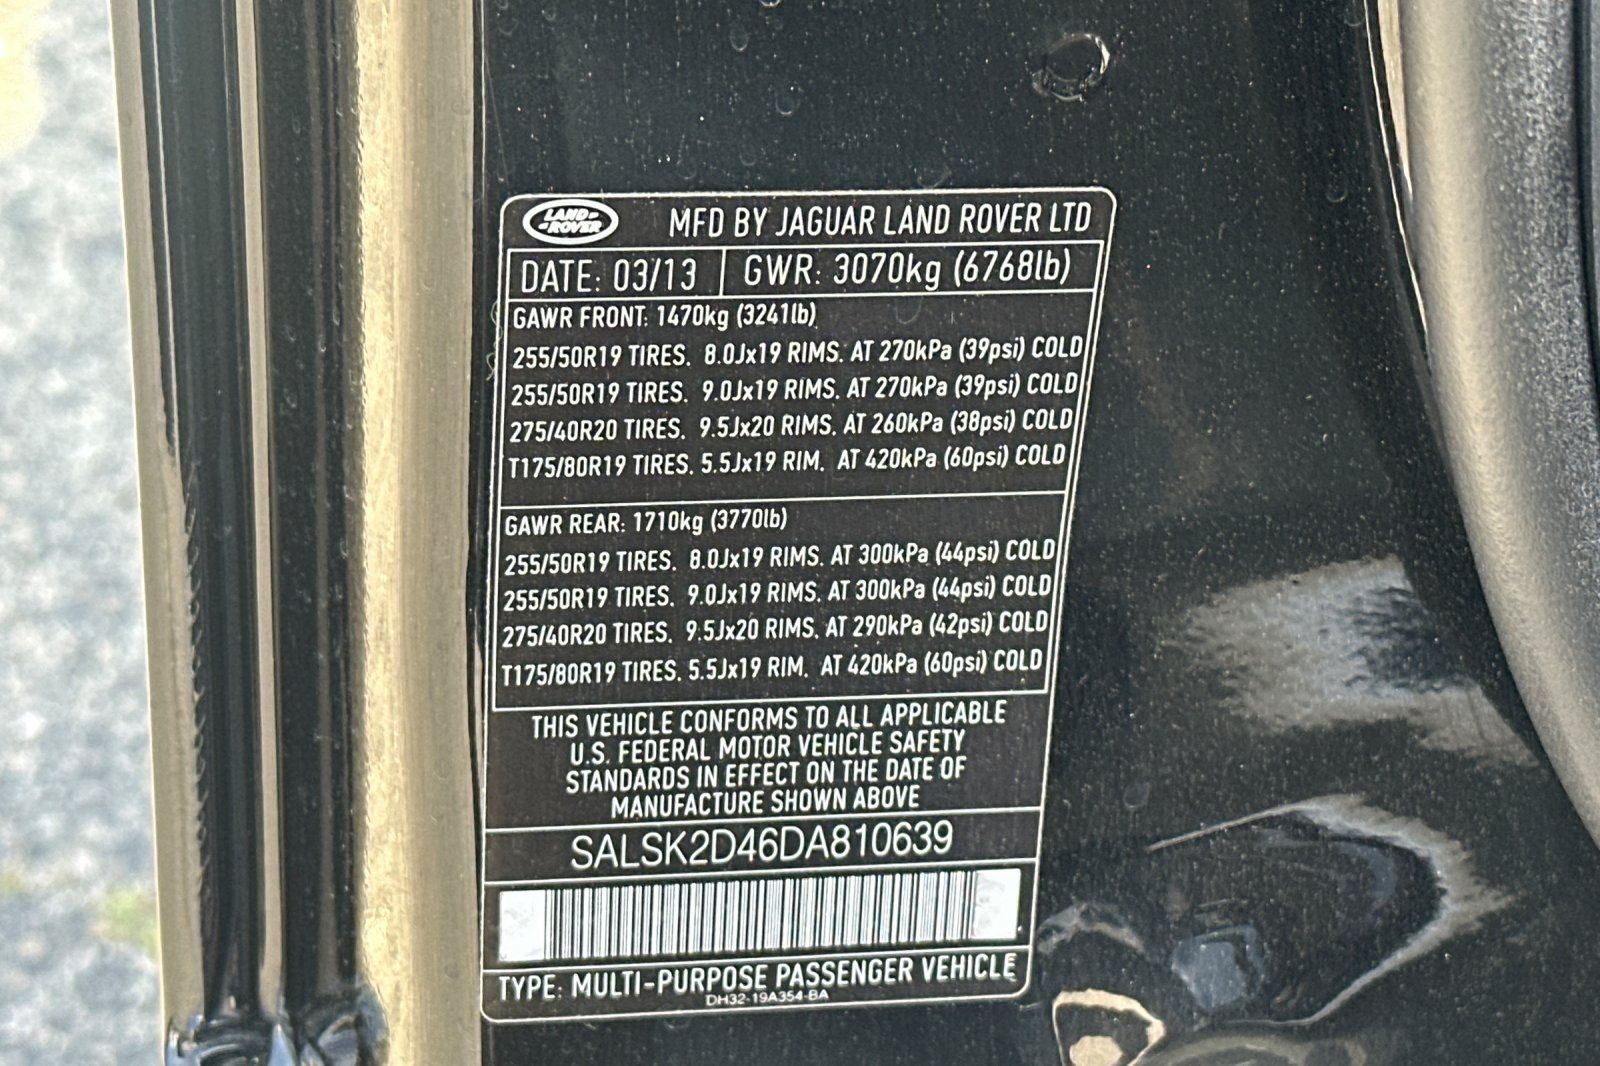 LAND-
-ROVER
MFD BY JAGUAR LAND ROVER LTD
DATE: 03/13 GWR: 3070kg (6768lb)
GAWR FRONT: 1470kg (3241lb)
255/50R19 TIRES. 8.0Jx19 RIMS. AT 270kPa (39psi) COLD
255/50R19 TIRES. 9.0Jx19 RIMS. AT 270kPa (39psi) COLD
275/40R20 TIRES. 9.5Jx20 RIMS. AT 260kPa (38psi) COLD
T175/80R19 TIRES. 5.5Jx19 RIM. AT 420kPa (60psi) COLD
GAWR REAR: 1710kg (3770lb)
255/50R19 TIRES. 8.0Jx19 RIMS. AT 300kPa (44psi) COLD
255/50R19 TIRES. 9.0Jx19 RIMS. AT 300kPa (44psi) COLD
275/40R20 TIRES. 9.5Jx20 RIMS. AT 290kPa (42psi) COLD
T175/80R19 TIRES. 5.5Jx19 RIM. AT 420kPa (60psi) COLD
THIS VEHICLE CONFORMS TO ALL APPLICABLE
U.S. FEDERAL MOTOR VEHICLE SAFETY
STANDARDS IN EFFECT ON THE DATE OF
MANUFACTURE SHOWN ABOVE
SALSK2D46DA810639
TYPE: MULTI-PURPOSE PASSENGER VEHICLE
DH32-19A354-BA